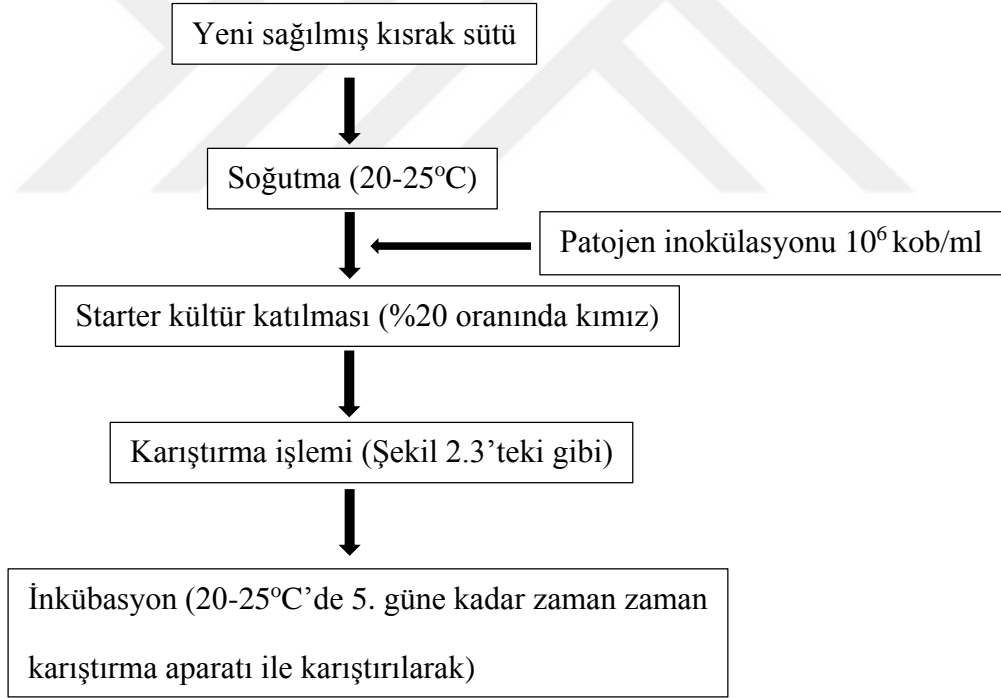 Yeni sağılmış kısrak sütü
Soğutma (20-25°C)
Patojen inokülasyonu 10⁶ kob/ml
Starter kültür katılması (%20 oranında kımız)
Karıştırma işlemi (Şekil 2.3’teki gibi)
İnkübasyon (20-25°C’de 5. güne kadar zaman zaman
karıştırma aparatı ile karıştırılarak)